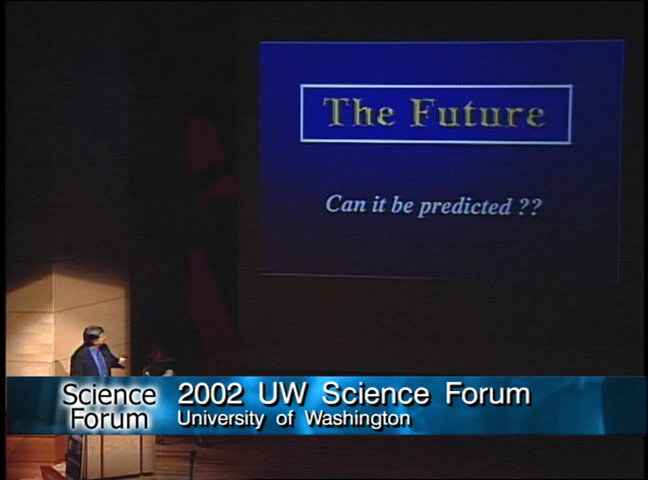 The Future
Can it be predicted ??
Science
Forum
2002 UW Science Forum
University of Washington